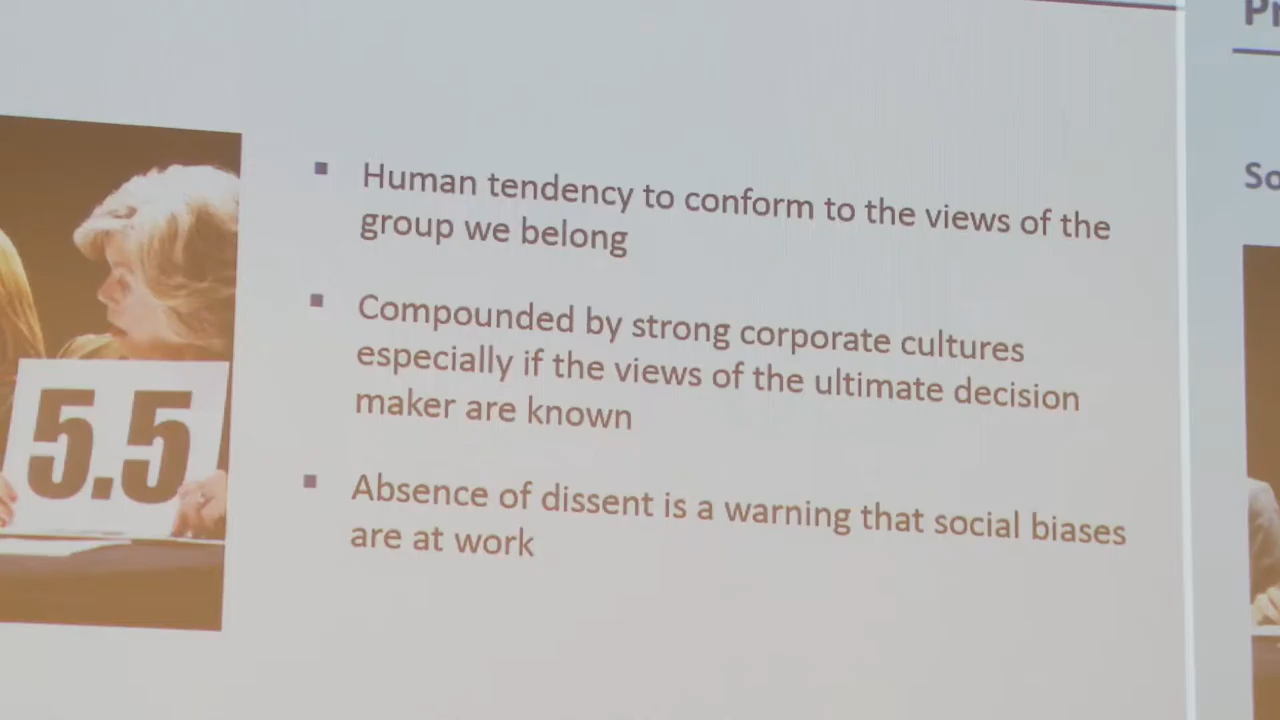 Human tendency to conform to the views of the
group we belong
Compounded by strong corporate cultures
especially if the views of the ultimate decision
maker are known
Absence of dissent is a warning that social biases
are at work
5.5